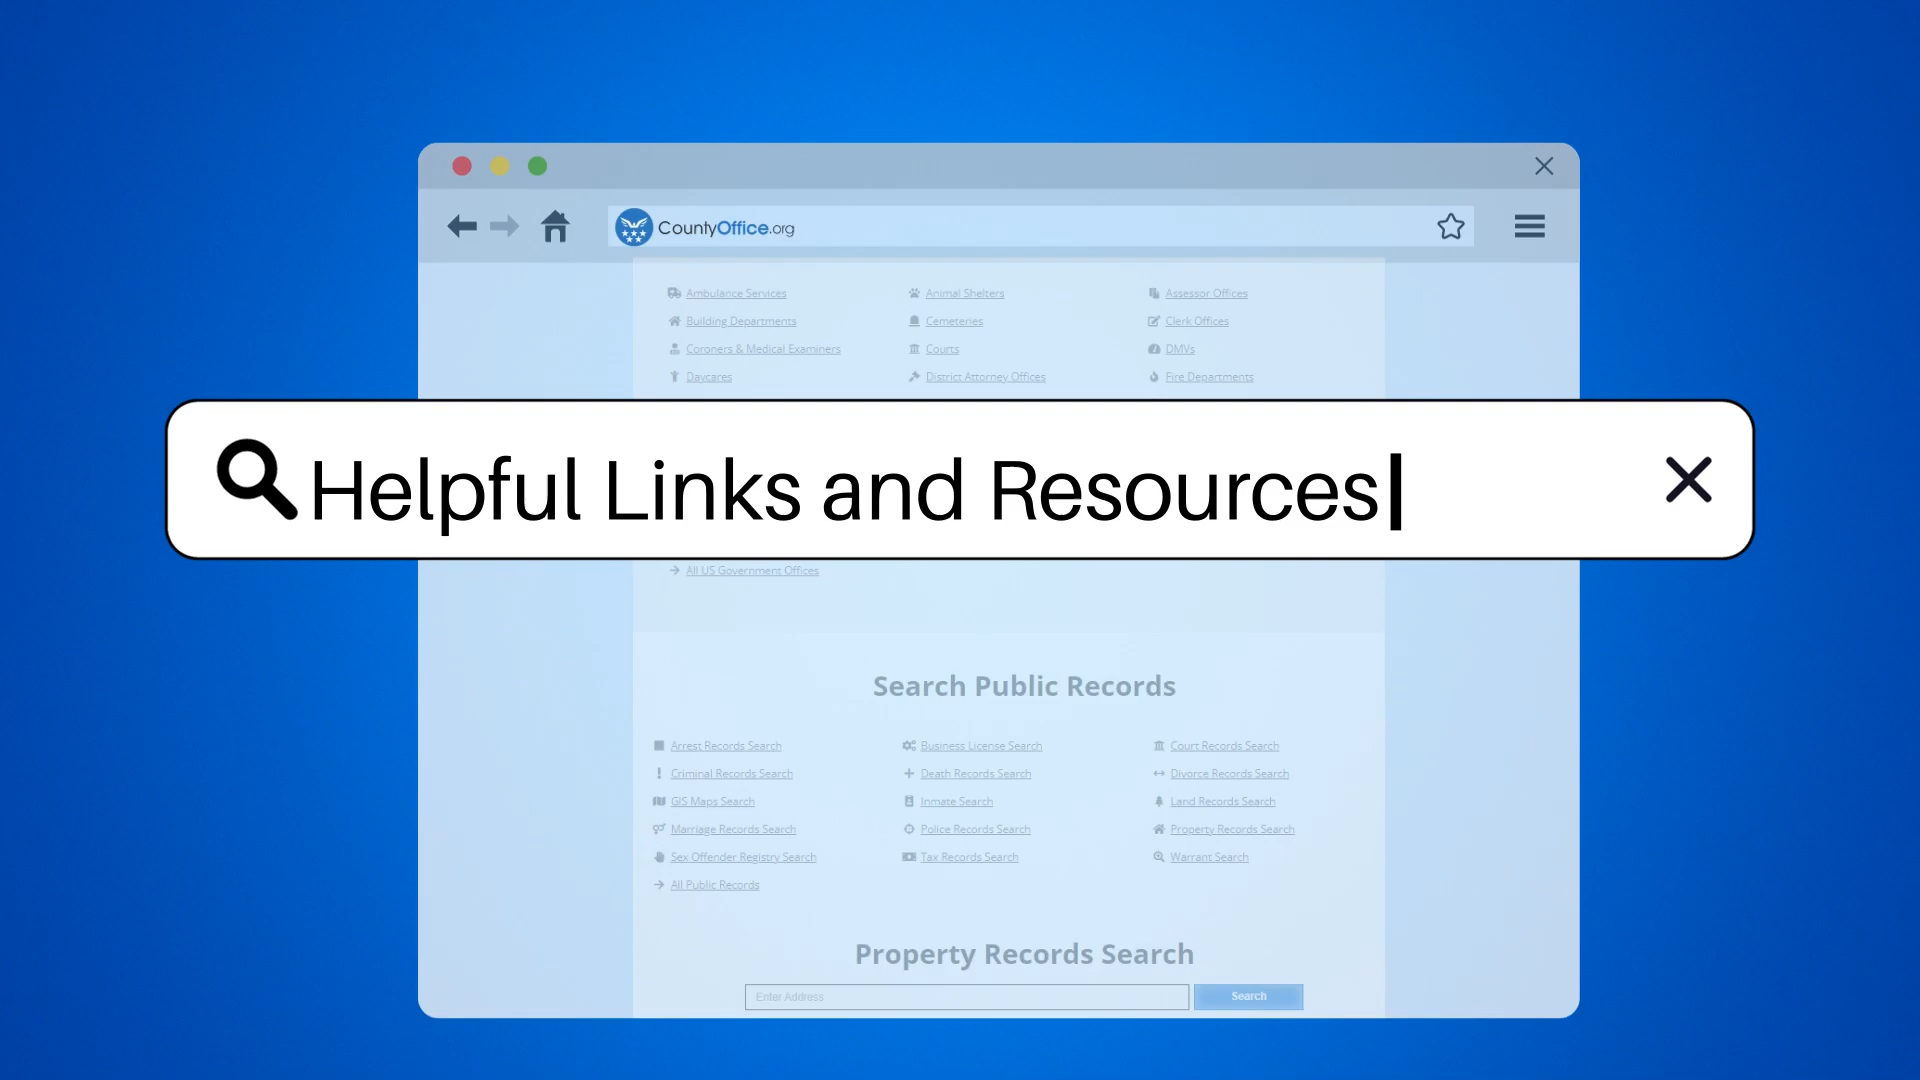 CountyOffice.org
Ambulance Services Animal Shelters Assessor Offices
Building Departments Cemeteries Clerk Offices
Coroners & Medical Examiners Courts DMVs
Daycares District Attorney Offices Fire Departments
Helpful Links and Resources
All US Government Offices
Search Public Records
Arrest Records Search Business License Search Court Records Search
Criminal Records Search Death Records Search Divorce Records Search
GIS Maps Search Inmate Search Land Records Search
Marriage Records Search Police Records Search Property Records Search
Sex Offender Registry Search Tax Records Search Warrant Search
All Public Records
Property Records Search
Enter Address Search